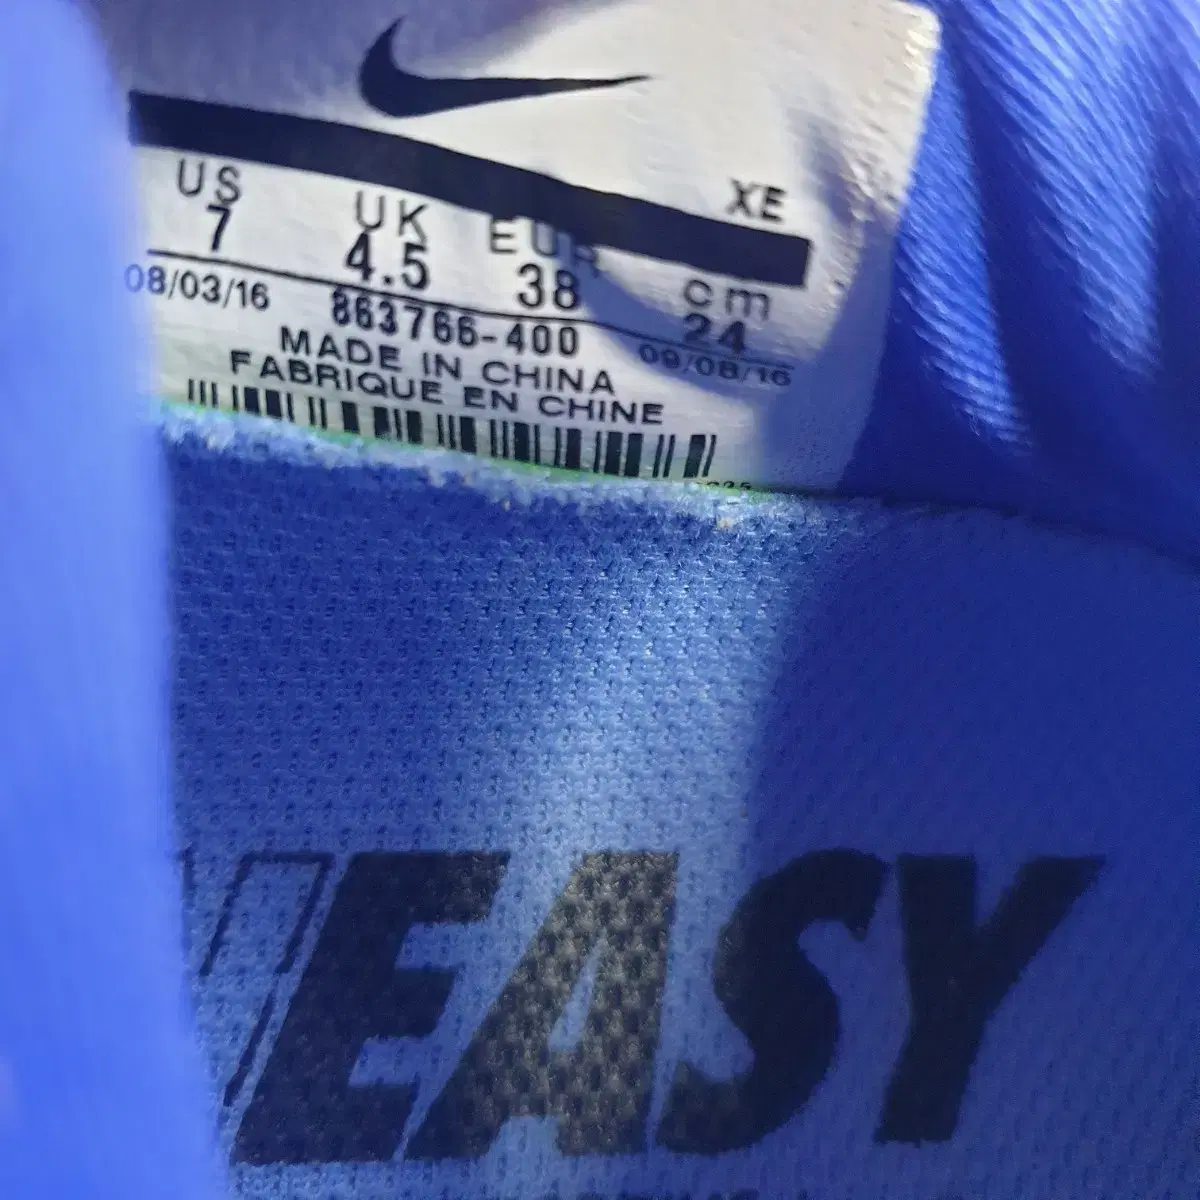 XE
US UK EUR cm
7 4.5 38 24
08/03/16 863766-400 09/08/16
MADE IN CHINA
FABRIQUE EN CHINE
EASY